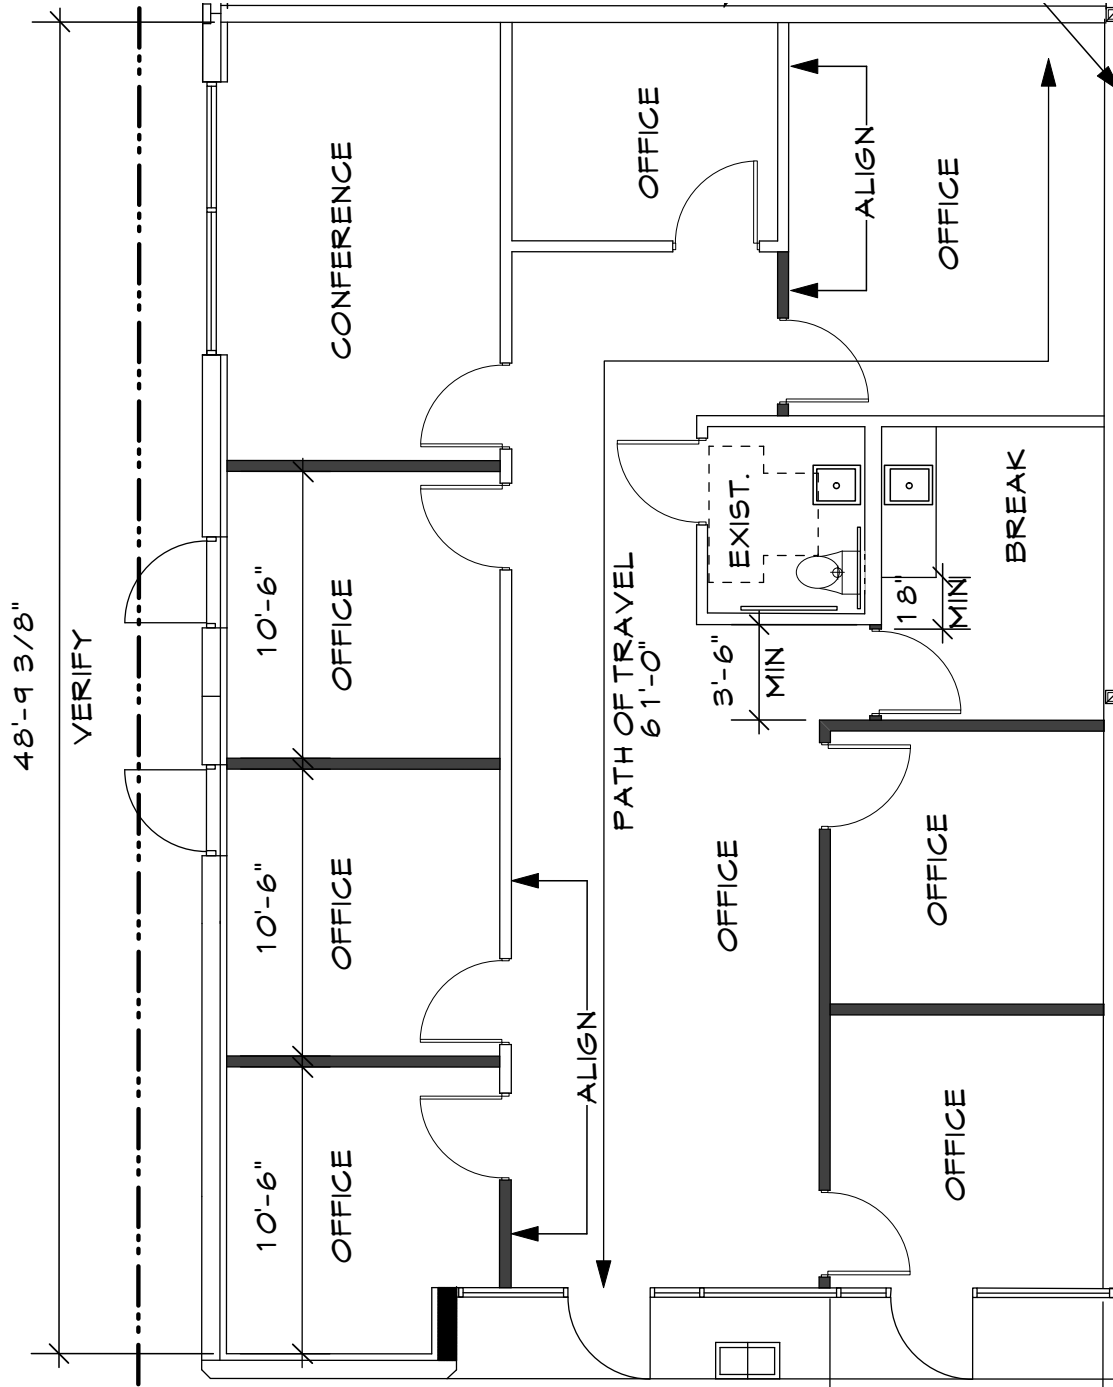 48'-9 3/8"
VERIFY
CONFERENCE
OFFICE
ALIGN
OFFICE
10'-6"
OFFICE
EXIST.
BREAK
18"
MIN
3'-6"
MIN
PATH OF TRAVEL
61'-0"
10'-6"
OFFICE
ALIGN
OFFICE
OFFICE
10'-6"
OFFICE
OFFICE